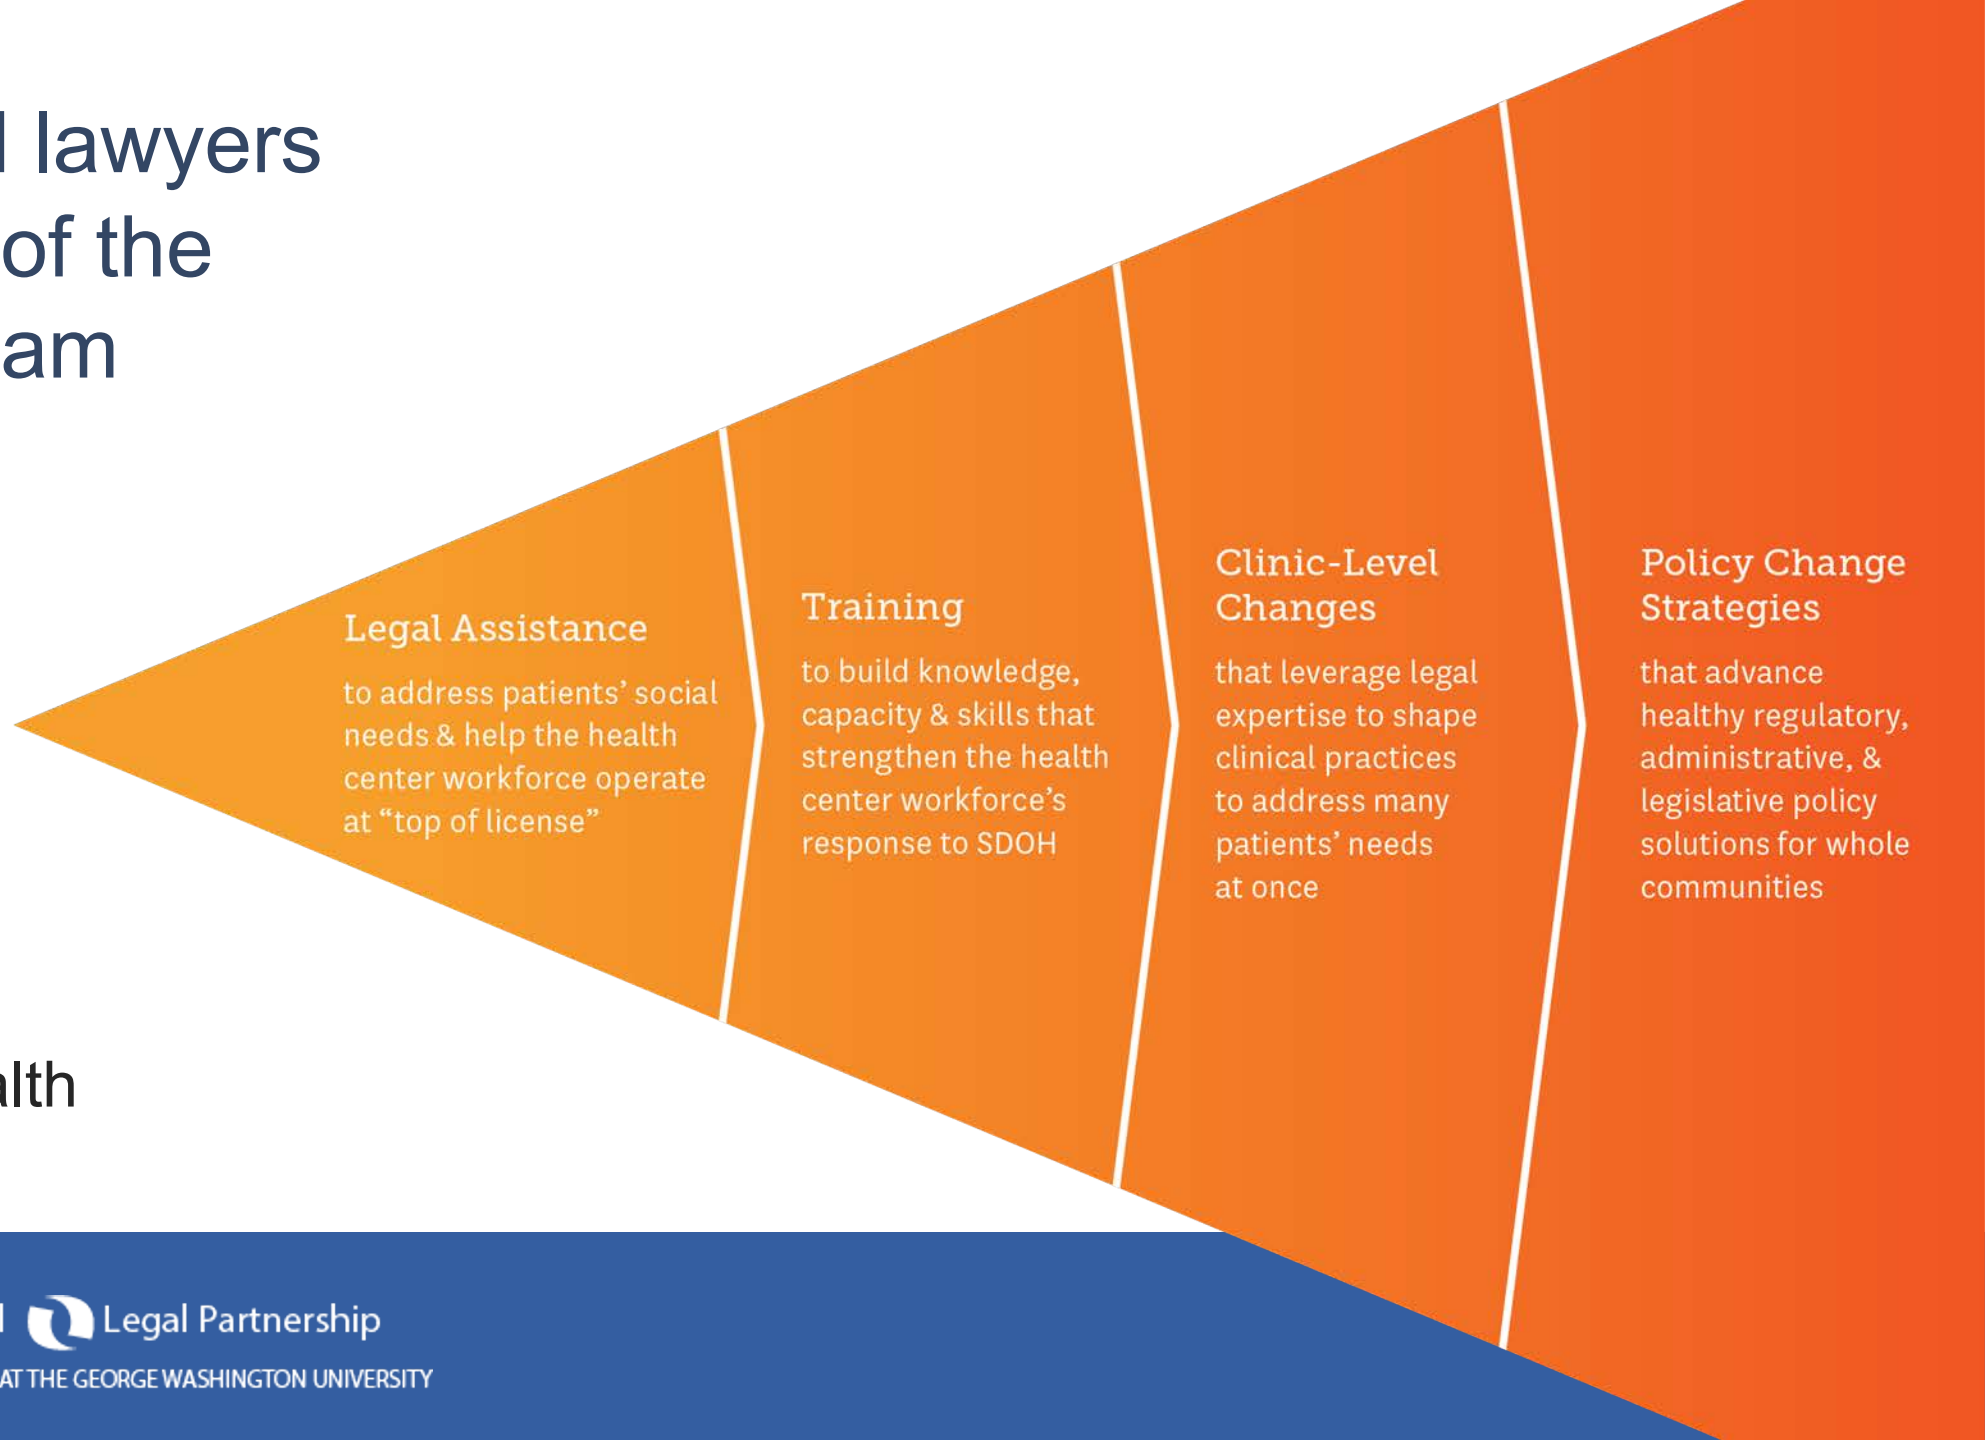 lawyers
of the
am
Legal Assistance
to address patients’ social
needs & help the health
center workforce operate
at “top of license”
Training
to build knowledge,
capacity & skills that
strengthen the health
center workforce’s
response to SDOH
Clinic-Level
Changes
that leverage legal
expertise to shape
clinical practices
to address many
patients’ needs
at once
Policy Change
Strategies
that advance
healthy regulatory,
administrative, &
legislative policy
solutions for whole
communities
alth
Legal Partnership
AT THE GEORGE WASHINGTON UNIVERSITY